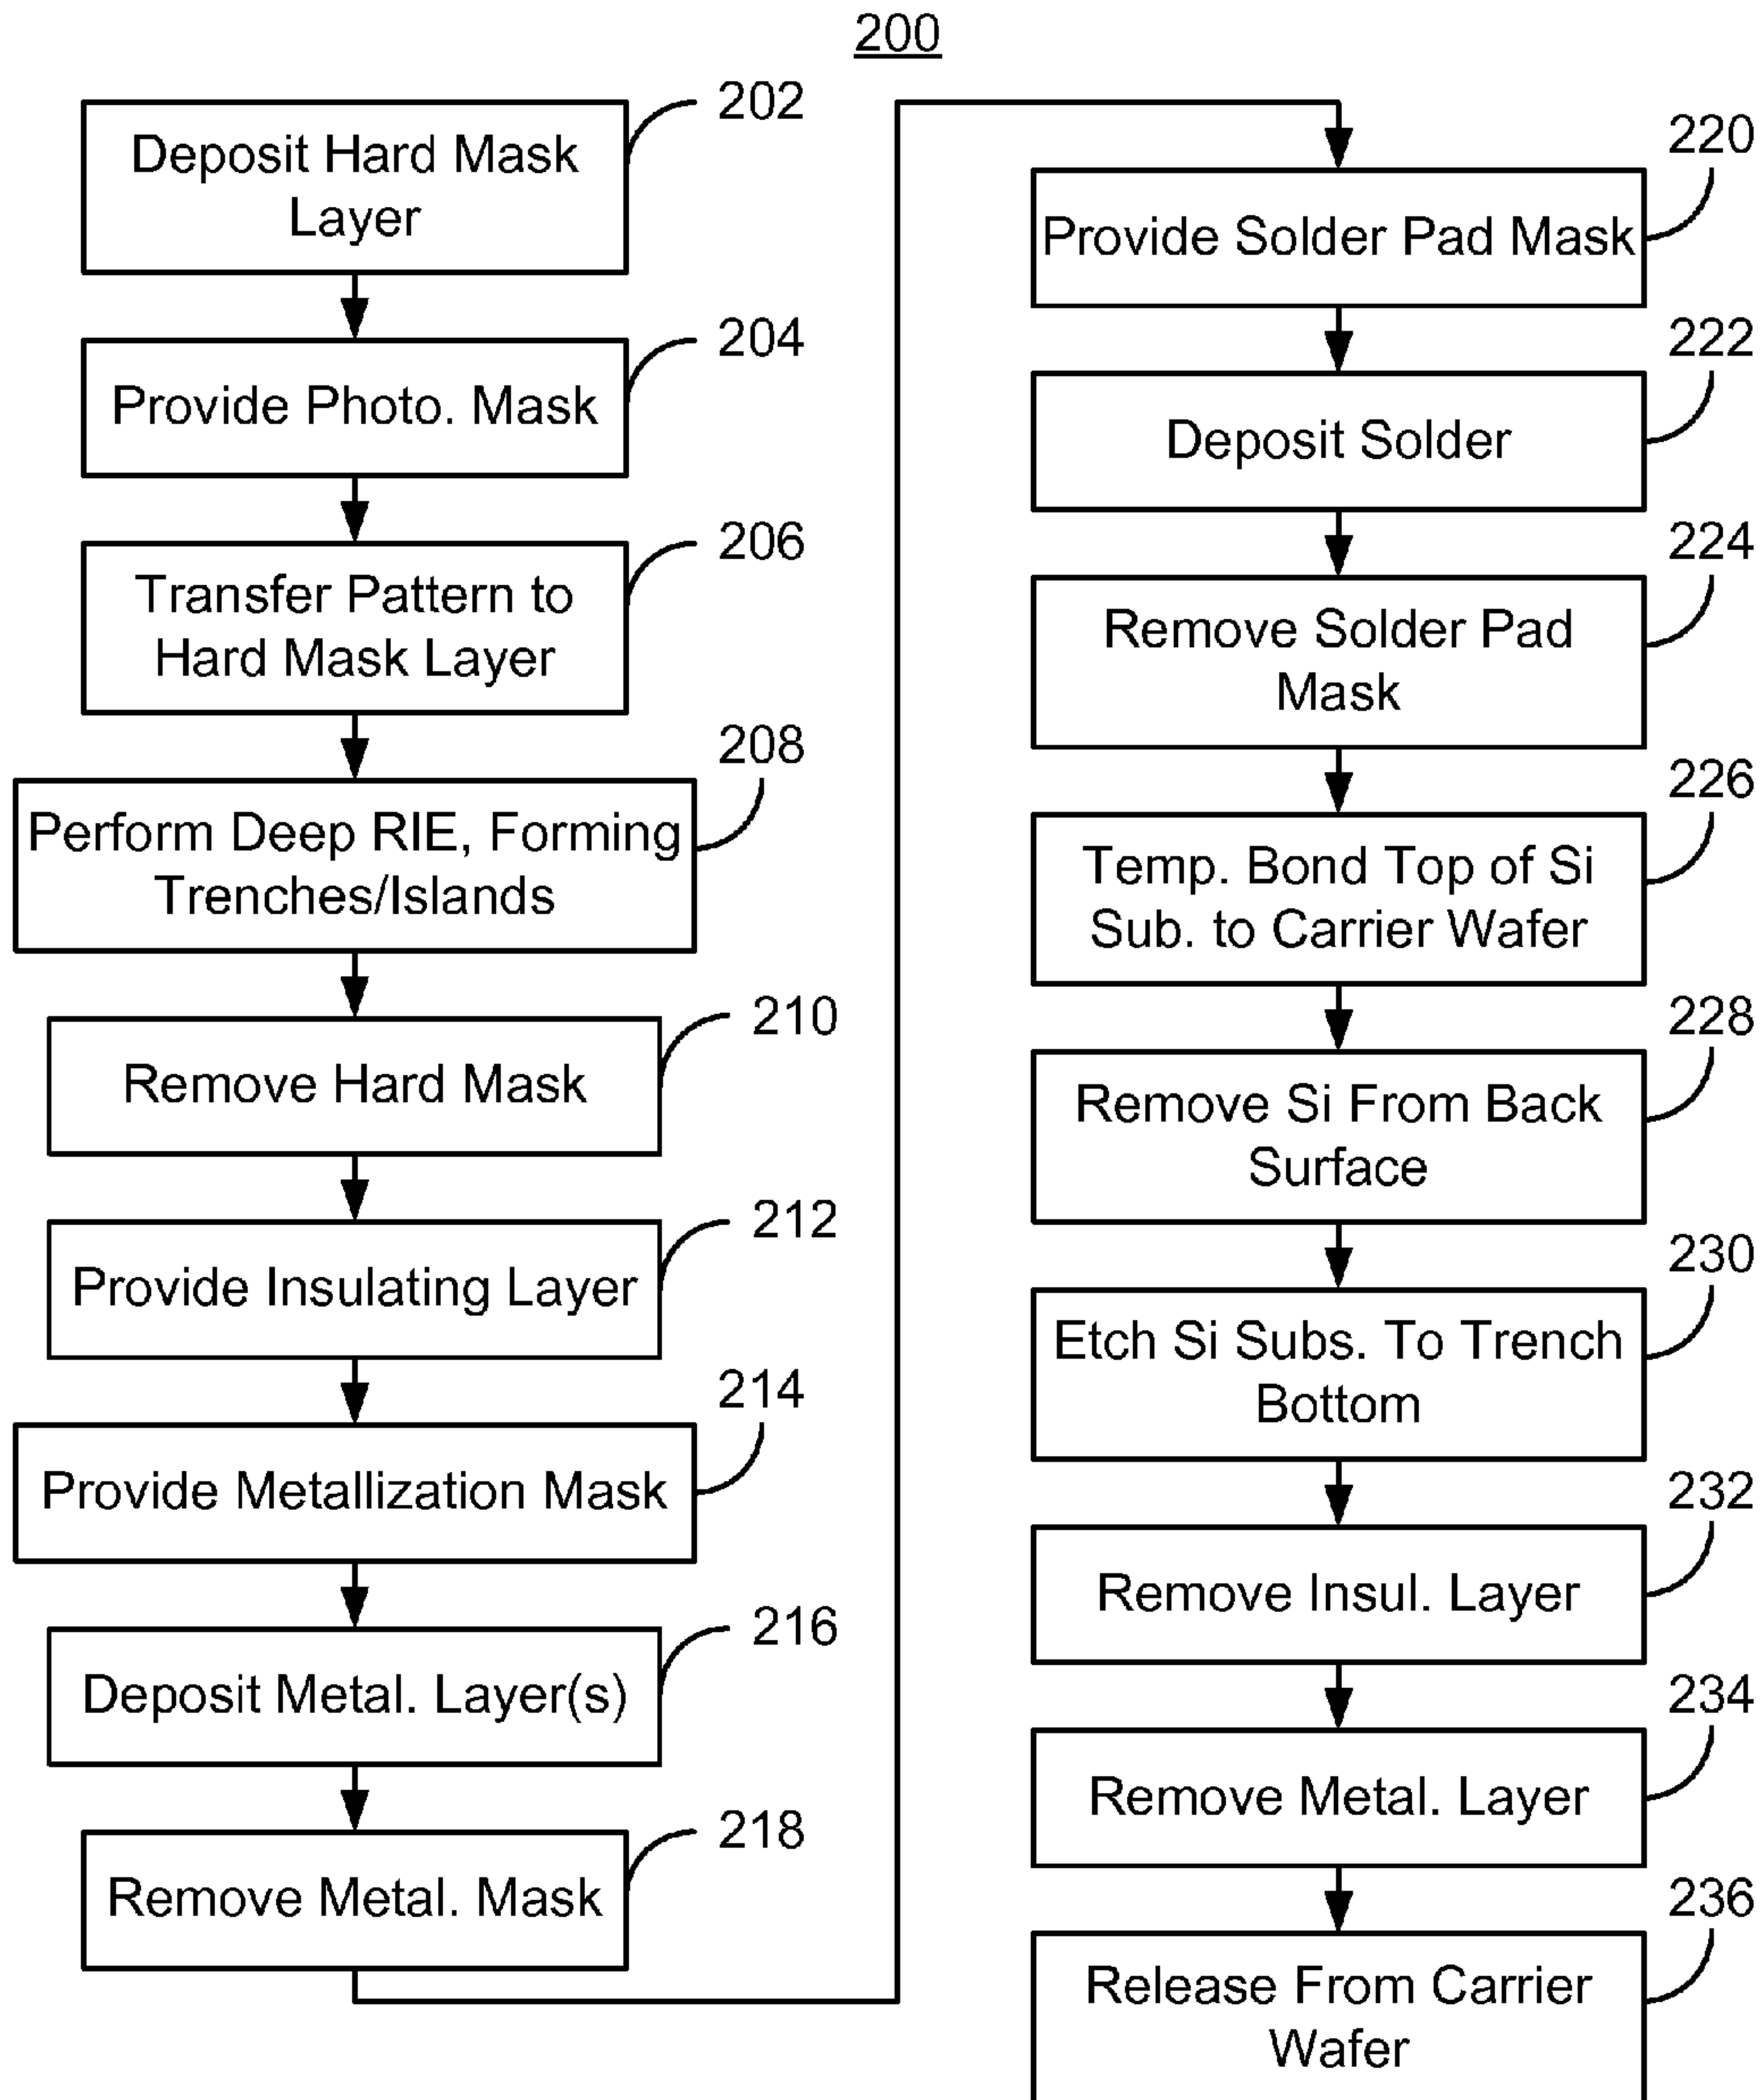 200
202
Deposit Hard Mask
Layer
204
Provide Photo. Mask
206
Transfer Pattern to
Hard Mask Layer
208
Perform Deep RIE, Forming
Trenches/Islands
210
Remove Hard Mask
212
Provide Insulating Layer
214
Provide Metallization Mask
216
Deposit Metal. Layer(s)
218
Remove Metal. Mask
220
Provide Solder Pad Mask
222
Deposit Solder
224
Remove Solder Pad
Mask
226
Temp. Bond Top of Si
Sub. to Carrier Wafer
228
Remove Si From Back
Surface
230
Etch Si Subs. To Trench
Bottom
232
Remove Insul. Layer
234
Remove Metal. Layer
236
Release From Carrier
Wafer